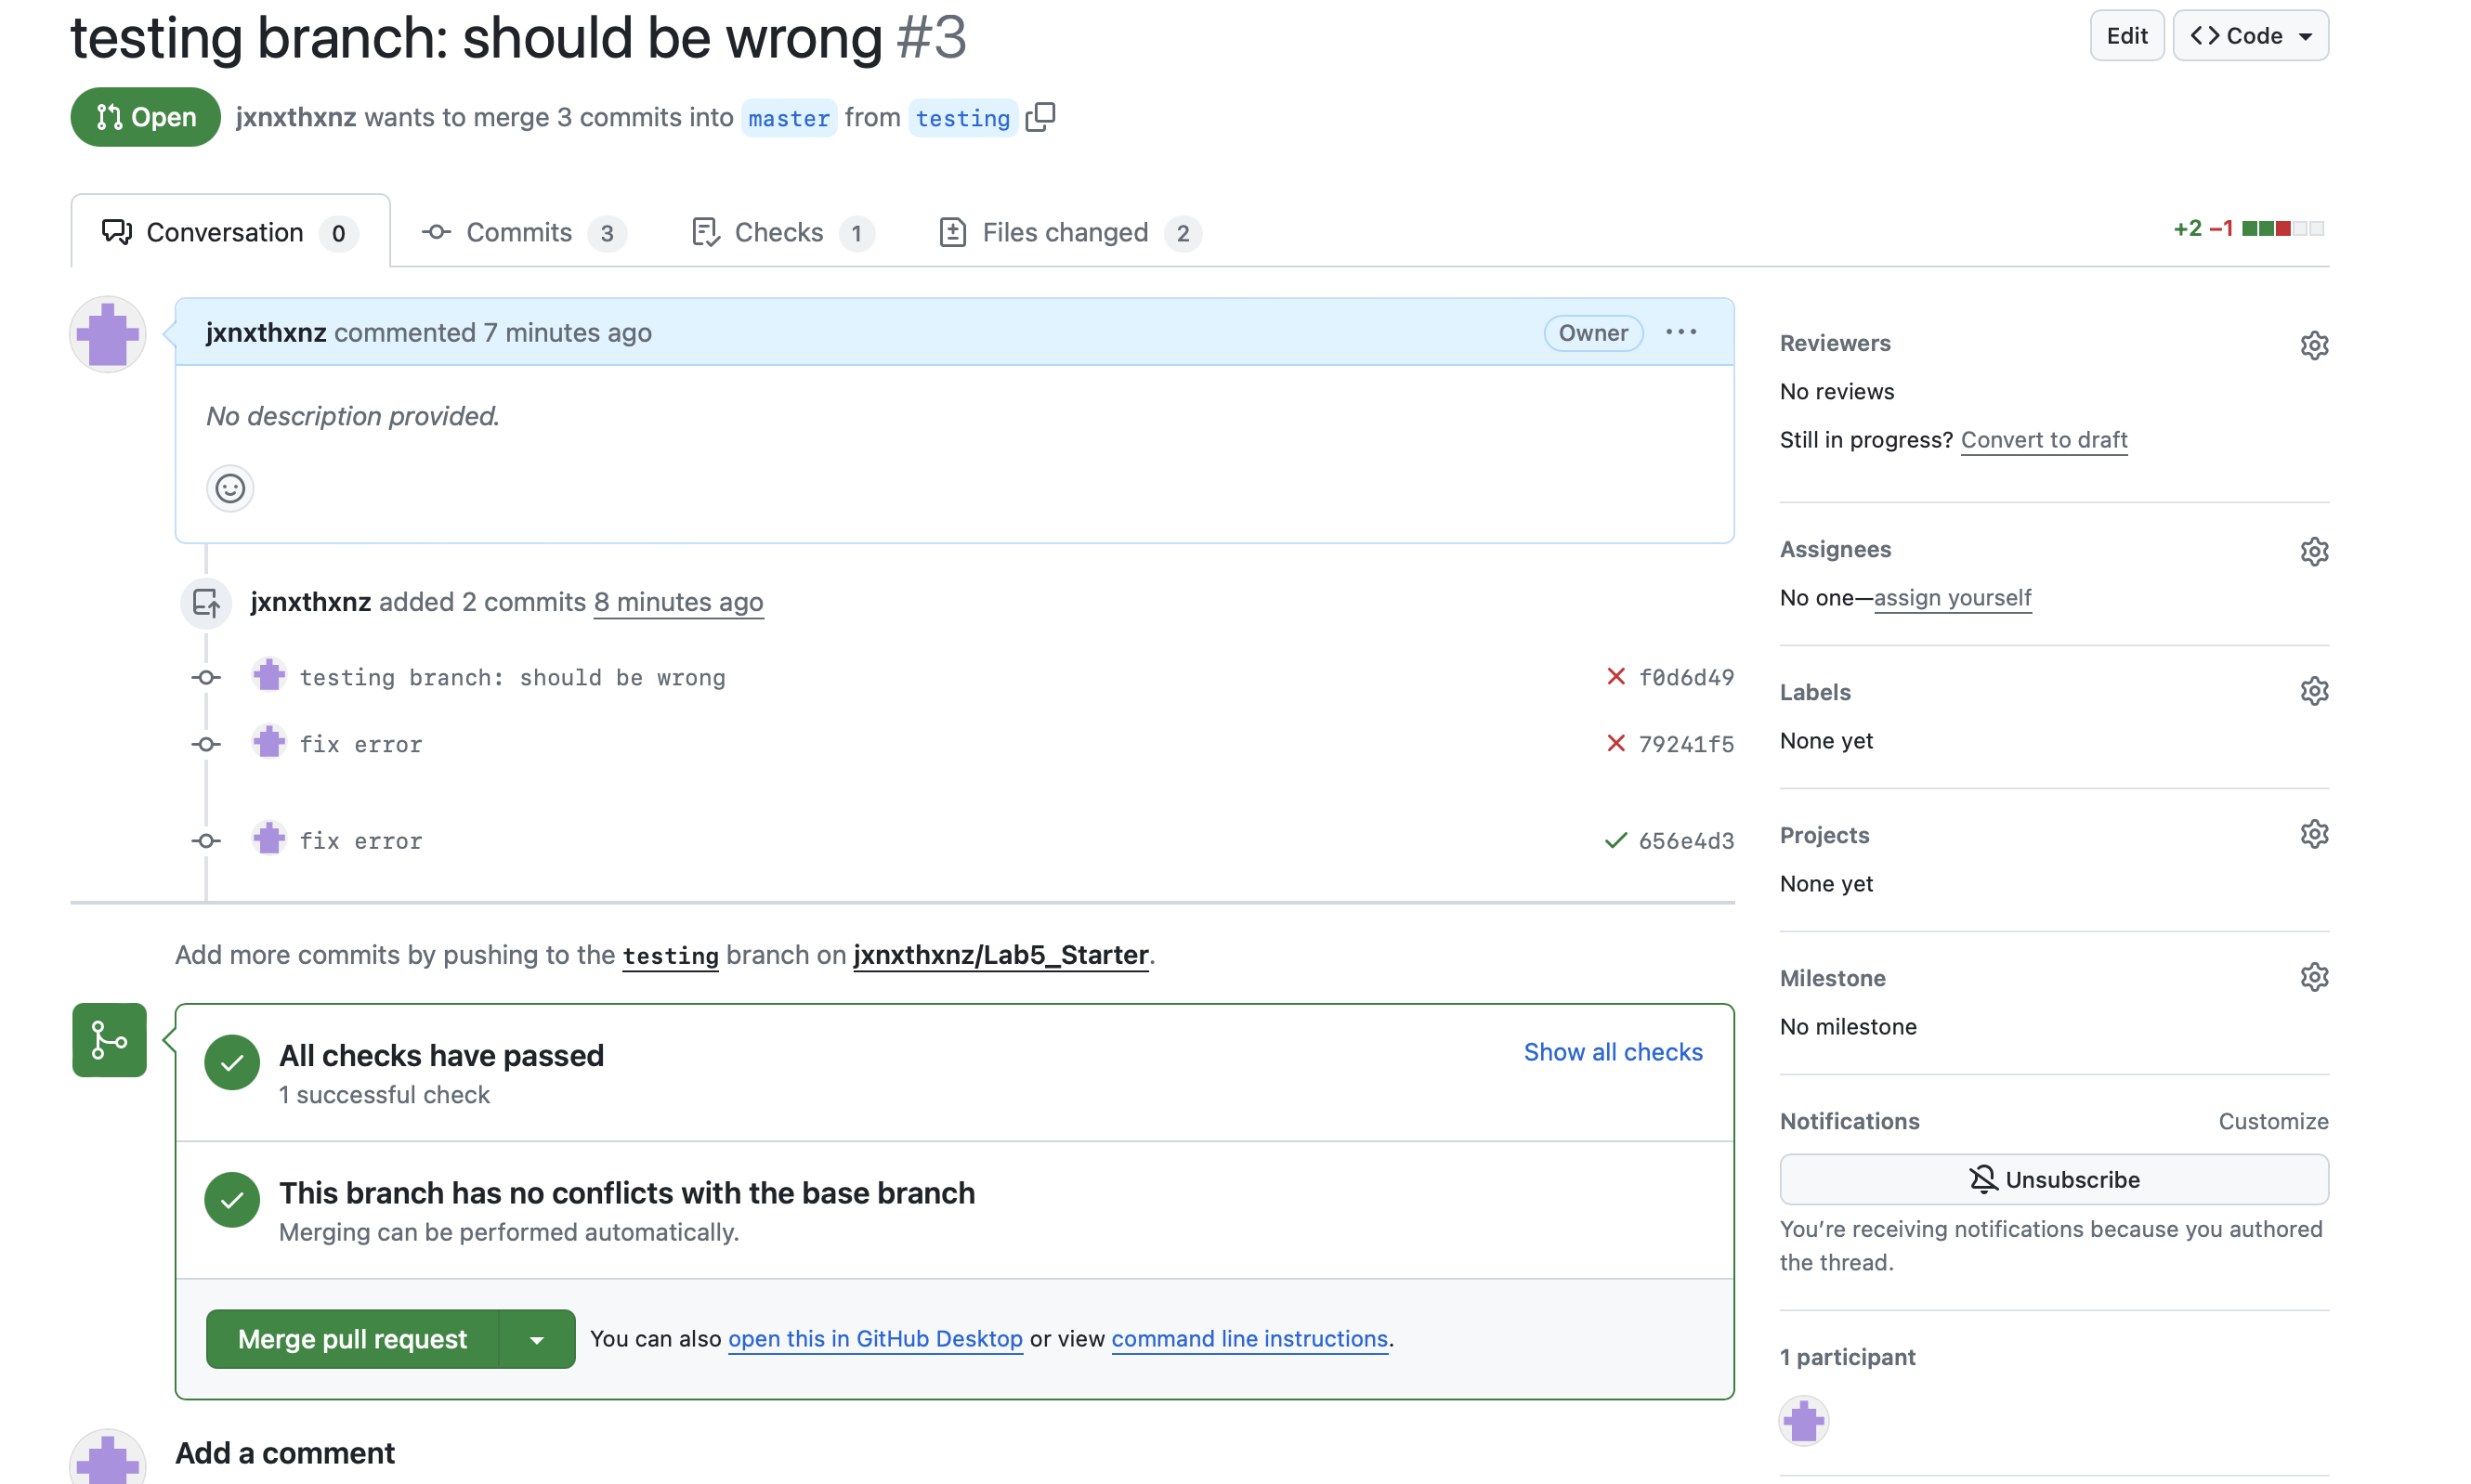 testing branch: should be wrong #3
Edit
<> Code
Open
jxnxthxnz wants to merge 3 commits into master from testing
Conversation 0
Commits 3
Checks 1
Files changed 2
+2 −1
jxnxthxnz commented 7 minutes ago
Owner
No description provided.
jxnxthxnz added 2 commits 8 minutes ago
testing branch: should be wrong
f0d6d49
fix error
79241f5
fix error
656e4d3
Add more commits by pushing to the testing branch on jxnxthxnz/Lab5_Starter.
All checks have passed
1 successful check
Show all checks
This branch has no conflicts with the base branch
Merging can be performed automatically.
Merge pull request
You can also open this in GitHub Desktop or view command line instructions.
Add a comment
Reviewers
No reviews
Still in progress? Convert to draft
Assignees
No one—assign yourself
Labels
None yet
Projects
None yet
Milestone
No milestone
Notifications
Customize
Unsubscribe
You’re receiving notifications because you authored
the thread.
1 participant